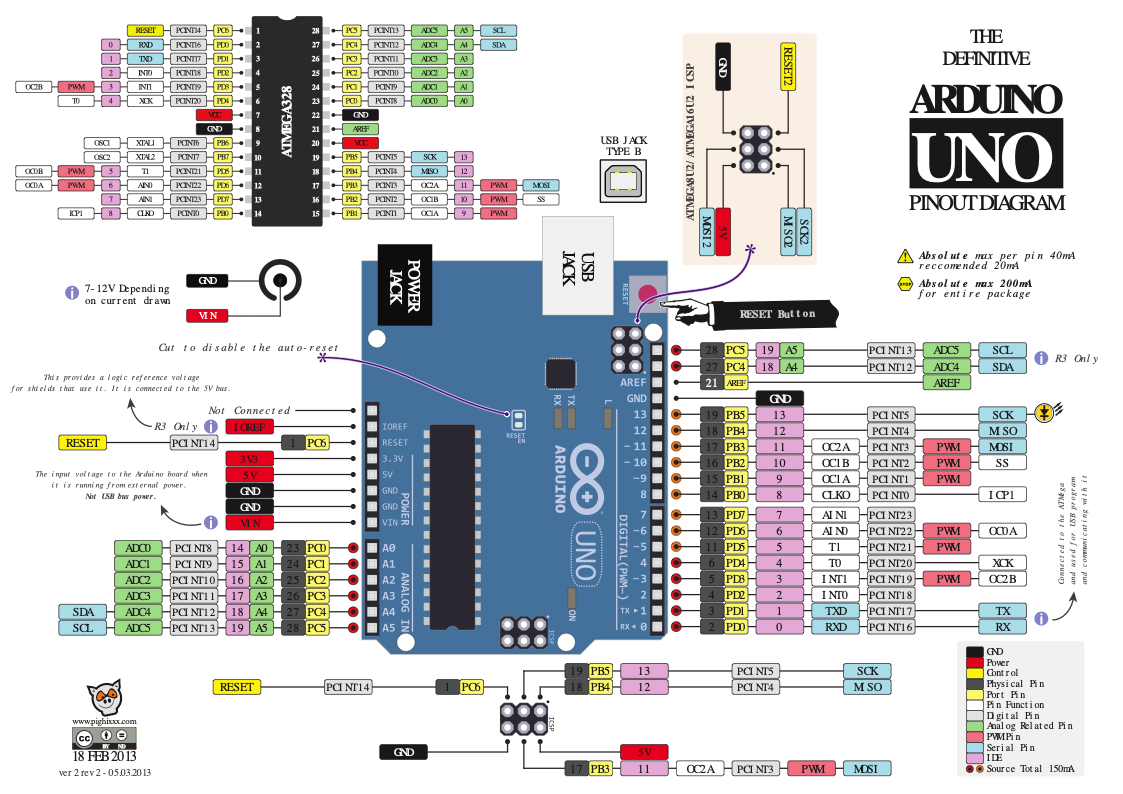 THE
DEFINITIVE
ARDUINO
UNO
PINOUT DIAGRAM
Absolute max per pin 40mA
reccomended 20mA
STOP
Absolute max 200mA
for entire package
ATMEGA328
RESET PCINT14 PC6 1
0 RXD PCINT16 PD0 2
1 TXD PCINT17 PD1 3
2 INT0 PCINT18 PD2 4
OC2B PWM 3 INT1 PCINT19 PD3 5
T0 4 XCK PCINT20 PD4 6
VCC 7
GND 8
OSC1 XTAL1 PCINT6 PB6 9
OSC2 XTAL2 PCINT7 PB7 10
OC0B PWM 5 T1 PCINT21 PD5 11
OC0A PWM 6 AIN0 PCINT22 PD6 12
7 AIN1 PCINT23 PD7 13
ICP1 8 CLKO PCINT0 PB0 14
28 PC5 PCINT13 ADC5 A5 SCL
27 PC4 PCINT12 ADC4 A4 SDA
26 PC3 PCINT11 ADC3 A3
25 PC2 PCINT10 ADC2 A2
24 PC1 PCINT9 ADC1 A1
23 PC0 PCINT8 ADC0 A0
22 GND
21 AREF
20 VCC
19 PB5 PCINT5 SCK 13
18 PB4 PCINT4 MISO 12
17 PB3 PCINT3 OC2A 11 PWM MOSI
16 PB2 PCINT2 OC1B 10 PWM SS
15 PB1 PCINT1 OC1A 9 PWM
USB JACK
TYPE B
ATMEGA8U2/ATMEGA16U2 ICSP
GND
RESET2
MOSI2
5V
MISO2
SCK2
GND
VIN
7-12V Depending
on current drawn
POWER
JACK
USB
JACK
RESET
RESET Button
Cut to disable the auto-reset
This provides a logic reference voltage
for shields that use it. It is connected to the 5V bus.
Not Connected
R3 Only IOREF
RESET PCINT14 1 PC6
3V3
5V
GND
GND
VIN
The input voltage to the Arduino board when
it is running from external power.
Not USB bus power.
ADC0 PCINT8 14 A0 23 PC0
ADC1 PCINT9 15 A1 24 PC1
ADC2 PCINT10 16 A2 25 PC2
ADC3 PCINT11 17 A3 26 PC3
SDA ADC4 PCINT12 18 A4 27 PC4
SCL ADC5 PCINT13 19 A5 28 PC5
IOREF
RESET
3.3V
5V
GND
GND
VIN
POWER
A0
A1
A2
A3
A4
A5
ANALOG IN
RX
TX
L
RESET
EN
ARDUINO
UNO
ON
ICSP
AREF
GND
13
12
~11
~10
~9
8
7
~6
~5
4
~3
2
TX▸1
RX◂0
DIGITAL(PWM~)
28 PC5 19 A5 PCINT13 ADC5 SCL
27 PC4 18 A4 PCINT12 ADC4 SDA
R3 Only
21 AREF AREF
GND
19 PB5 13 PCINT5 SCK
18 PB4 12 PCINT4 MISO
17 PB3 11 OC2A PCINT3 PWM MOSI
16 PB2 10 OC1B PCINT2 PWM SS
15 PB1 9 OC1A PCINT1 PWM
14 PB0 8 CLKO PCINT0 ICP1
13 PD7 7 AIN1 PCINT23
12 PD6 6 AIN0 PCINT22 PWM OC0A
11 PD5 5 T1 PCINT21 PWM
6 PD4 4 T0 PCINT20 XCK
5 PD3 3 INT1 PCINT19 PWM OC2B
4 PD2 2 INT0 PCINT18
3 PD1 1 TXD PCINT17 TX
2 PD0 0 RXD PCINT16 RX
Connected to the ATMega
and used for USB program
and communicating with it
RESET PCINT14 1 PC6
GND
ICSP
19 PB5 13 PCINT5 SCK
18 PB4 12 PCINT4 MISO
5V
17 PB3 11 OC2A PCINT3 PWM MOSI
GND
Power
Control
Physical Pin
Port Pin
Pin Function
Digital Pin
Analog Related Pin
PWM Pin
Serial Pin
IDE
Source Total 150mA
www.pighixxx.com
cc
BY ND
18 FEB 2013
ver 2 rev 2 - 05.03.2013